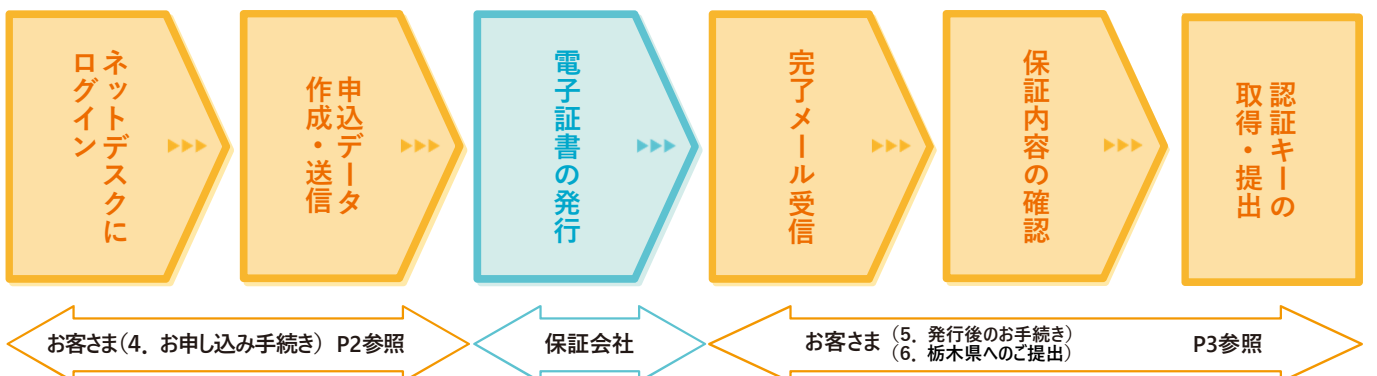 ネットデスクに
ログイン
申込データ
作成・送信
電子証書の発行
完了メール受信
保証内容の確認
認証キーの
取得・提出
お客さま（4．お申し込み手続き）P2参照
保証会社
お客さま（5．発行後のお手続き）
（6．栃木県へのご提出）
P3参照